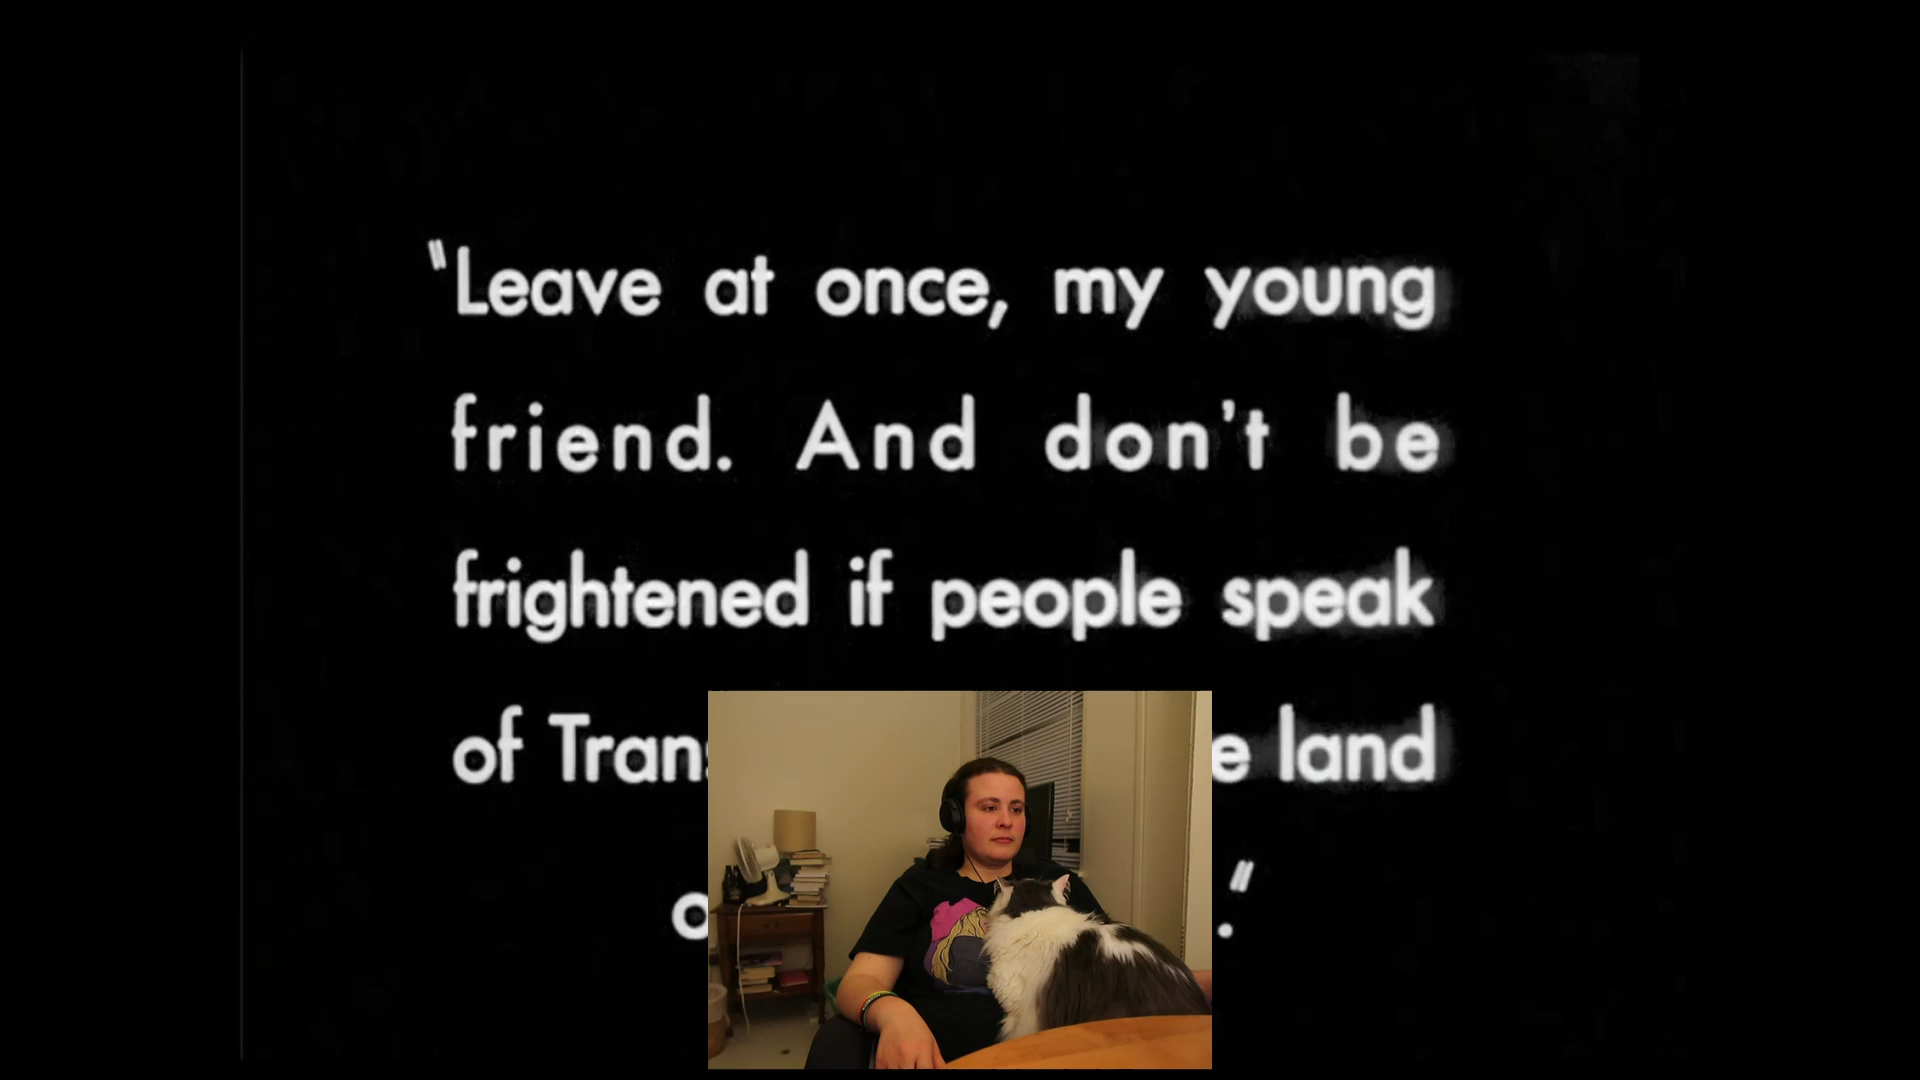 "Leave at once, my young
friend. And don't be
frightened if people speak
of Tran land
."